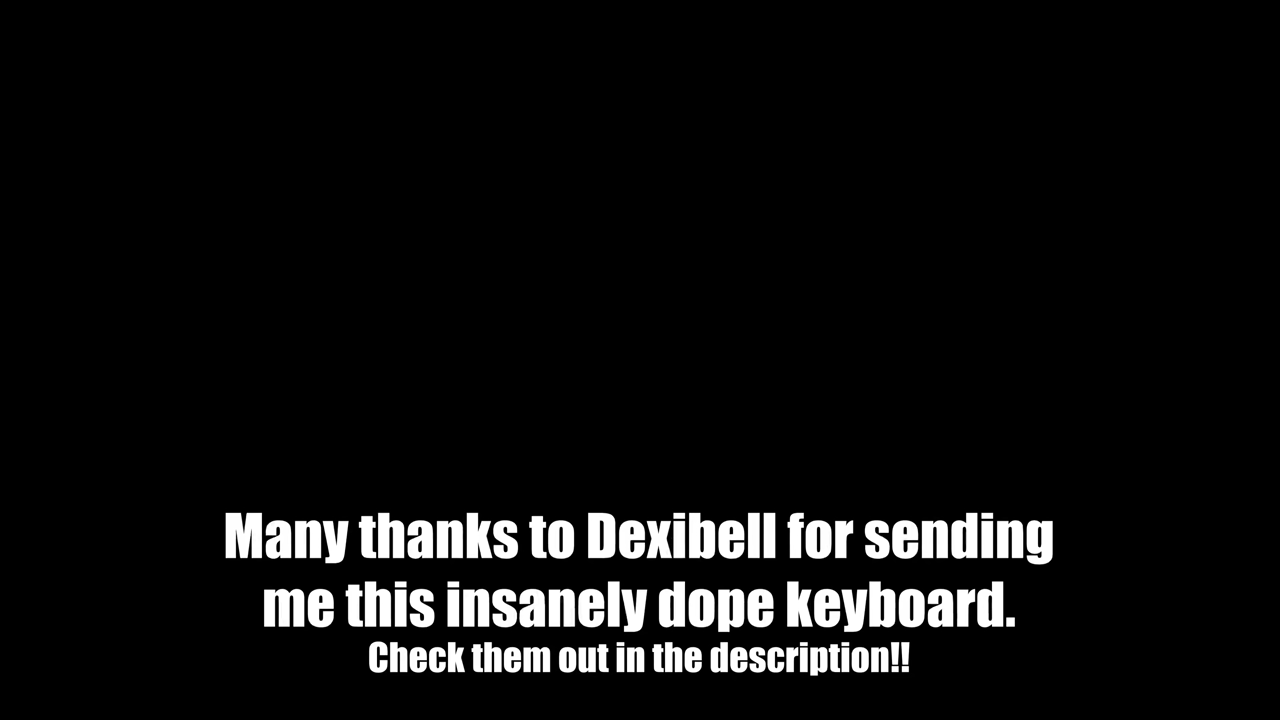 Many thanks to Dexibell for sending
me this insanely dope keyboard.
Check them out in the description!!